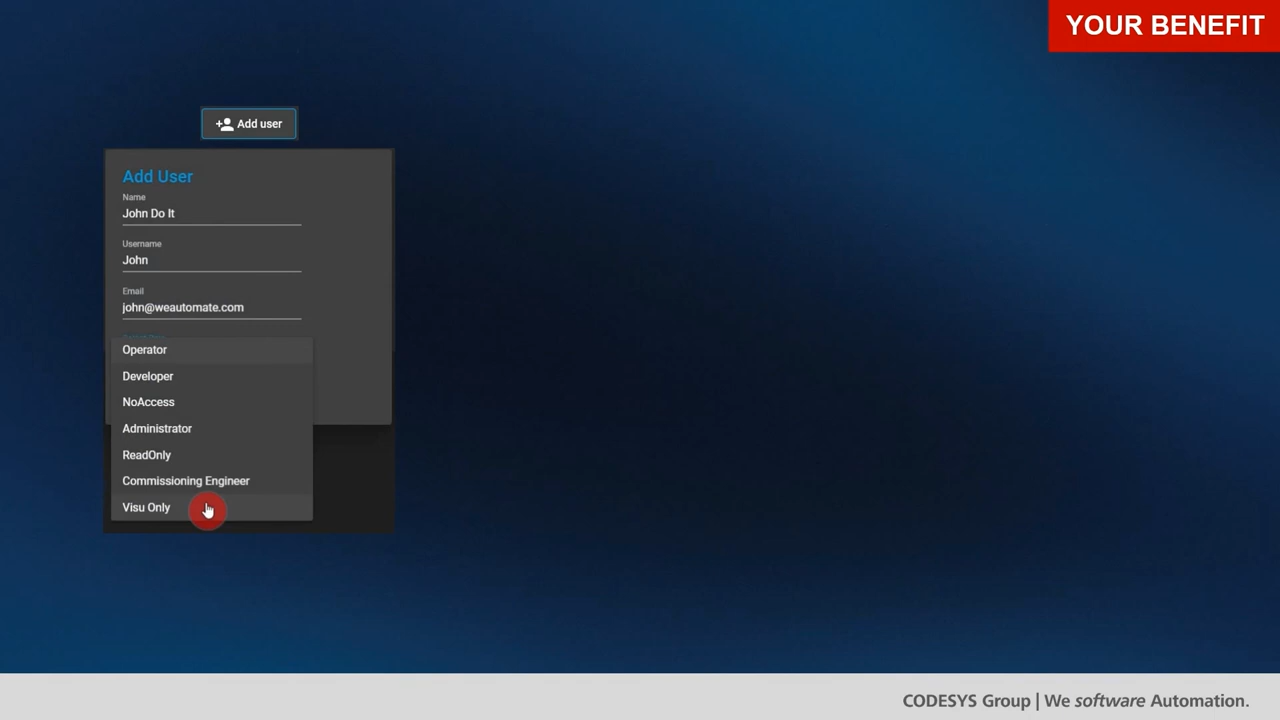 YOUR BENEFIT
Add user
Add User
Name
John Do It
Username
John
Email
john@weautomate.com
Operator
Developer
NoAccess
Administrator
ReadOnly
Commissioning Engineer
Visu Only
CODESYS Group | We software Automation.